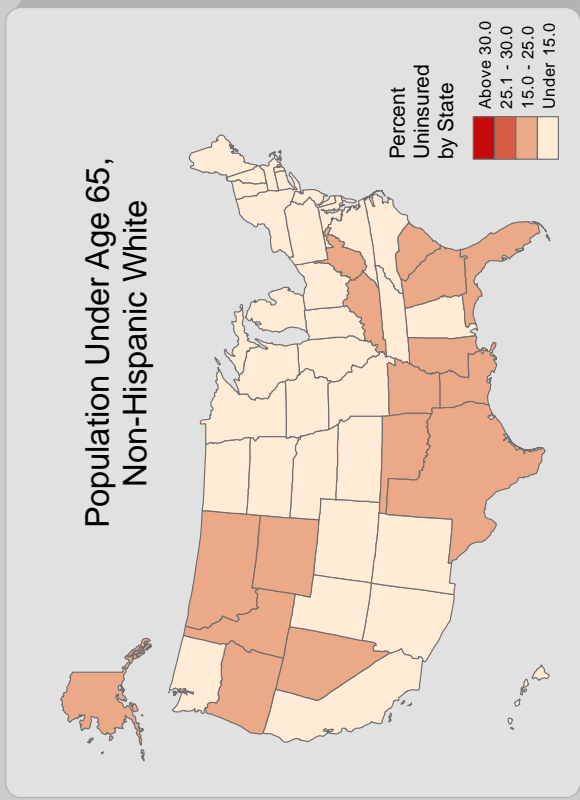 Population Under Age 65,
Non-Hispanic White
Percent
Uninsured
by State
Above 30.0
25.1 - 30.0
15.0 - 25.0
Under 15.0